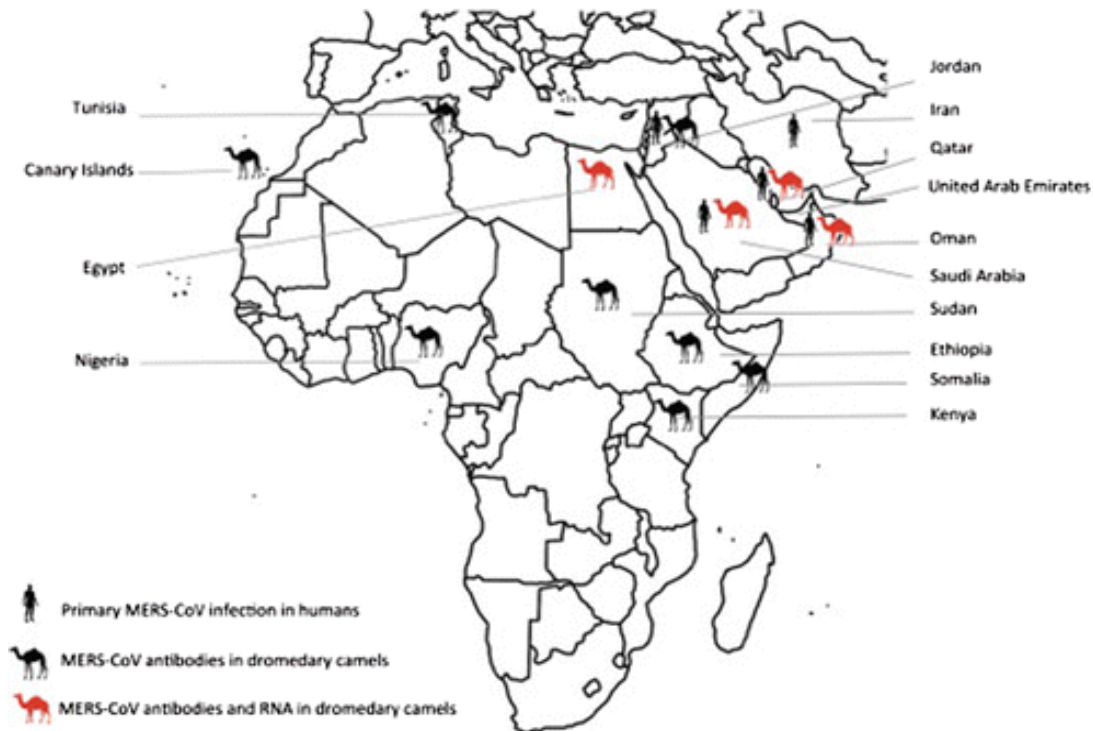 Jordan
Tunisia
Iran
Qatar
Canary Islands
United Arab Emirates
Oman
Egypt
Saudi Arabia
Sudan
Ethiopia
Nigeria
Somalia
Kenya
Primary MERS-CoV infection in humans
MERS-CoV antibodies in dromedary camels
MERS-CoV antibodies and RNA in dromedary camels